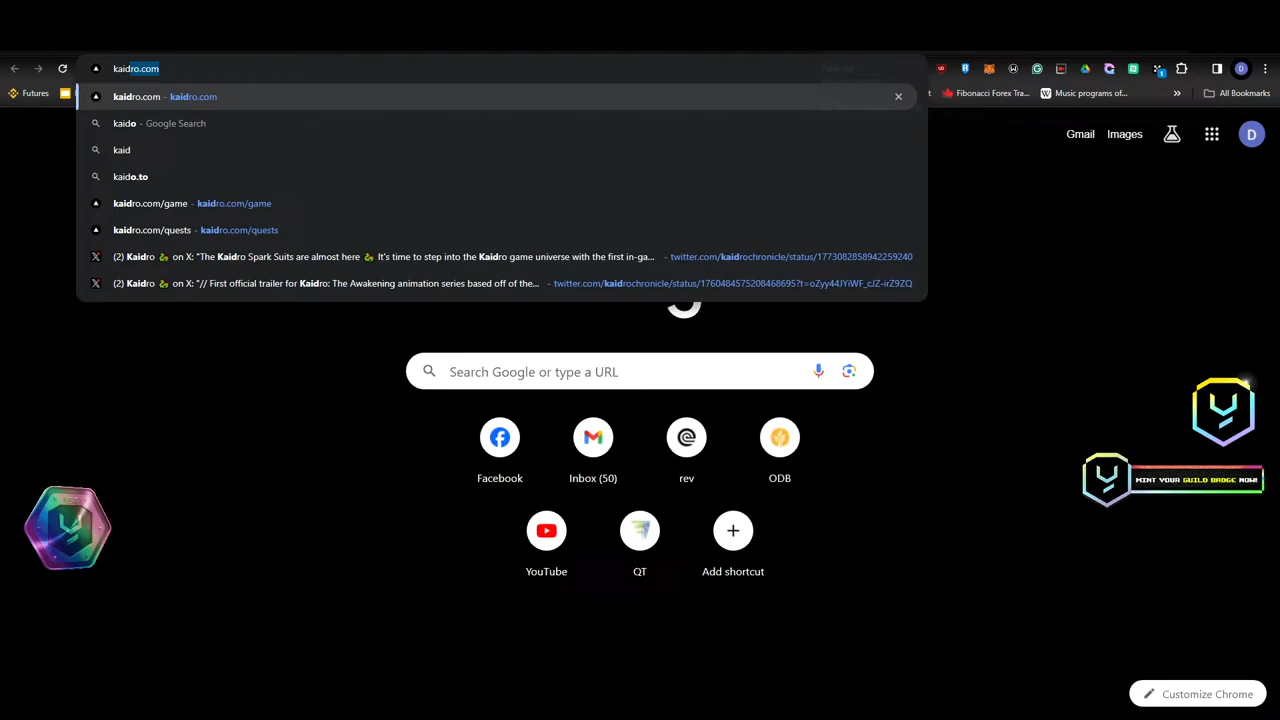 kaidro.com
Futures
Fibonacci Forex Tra...
Music programs of...
»
All Bookmarks
kaidro.com - kaidro.com
kaido - Google Search
kaid
kaido.to
kaidro.com/game - kaidro.com/game
kaidro.com/quests - kaidro.com/quests
(2) Kaidro 🐉 on X: "The Kaidro Spark Suits are almost here 🐉 It's time to step into the Kaidro game universe with the first in-ga... - twitter.com/kaidrochronicle/status/1773082858942259240
(2) Kaidro 🐉 on X: "// First official trailer for Kaidro: The Awakening animation series based off of the... - twitter.com/kaidrochronicle/status/1760484575208468695?t=oZyy44JYiWF_cJZ-irZ9ZQ
Gmail
Images
D
D
Search Google or type a URL
Facebook
Inbox (50)
rev
ODB
YouTube
QT
Add shortcut
MINT YOUR GUILD BADGE NOW!
Customize Chrome